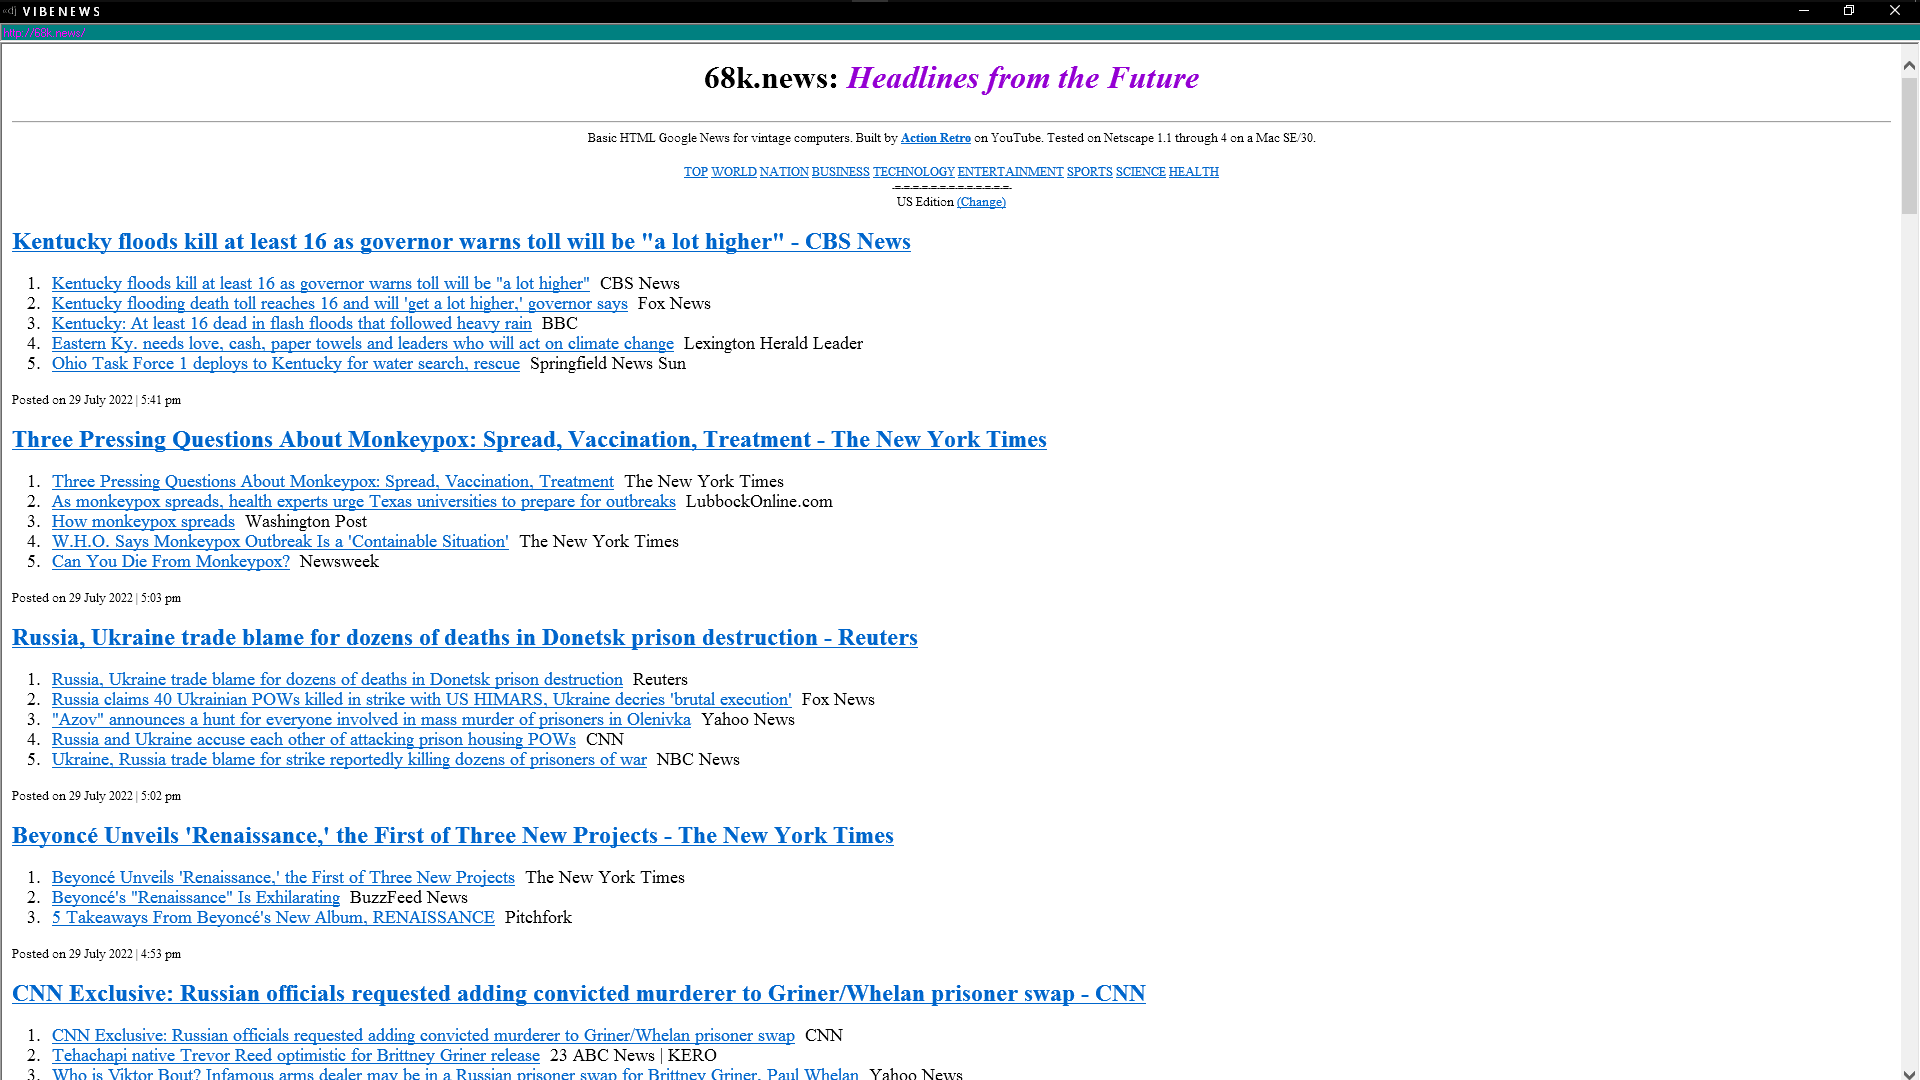 VIBENEWS
68k.news: Headlines from the Future
Basic HTML Google News for vintage computers. Built by Action Retro on YouTube. Tested on Netscape 1.1 through 4 on a Mac SE/30.
TOP WORLD NATION BUSINESS TECHNOLOGY ENTERTAINMENT SPORTS SCIENCE HEALTH
US Edition (Change)
Kentucky floods kill at least 16 as governor warns toll will be "a lot higher" - CBS News
1. Kentucky floods kill at least 16 as governor warns toll will be "a lot higher" CBS News
2. Kentucky flooding death toll reaches 16 and will 'get a lot higher,' governor says Fox News
3. Kentucky: At least 16 dead in flash floods that followed heavy rain BBC
4. Eastern Ky. needs love, cash, paper towels and leaders who will act on climate change Lexington Herald Leader
5. Ohio Task Force 1 deploys to Kentucky for water search, rescue Springfield News Sun
Posted on 29 July 2022 | 5:41 pm
Three Pressing Questions About Monkeypox: Spread, Vaccination, Treatment - The New York Times
1. Three Pressing Questions About Monkeypox: Spread, Vaccination, Treatment The New York Times
2. As monkeypox spreads, health experts urge Texas universities to prepare for outbreaks LubbockOnline.com
3. How monkeypox spreads Washington Post
4. W.H.O. Says Monkeypox Outbreak Is a 'Containable Situation' The New York Times
5. Can You Die From Monkeypox? Newsweek
Posted on 29 July 2022 | 5:03 pm
Russia, Ukraine trade blame for dozens of deaths in Donetsk prison destruction - Reuters
1. Russia, Ukraine trade blame for dozens of deaths in Donetsk prison destruction Reuters
2. Russia claims 40 Ukrainian POWs killed in strike with US HIMARS, Ukraine decries 'brutal execution' Fox News
3. "Azov" announces a hunt for everyone involved in mass murder of prisoners in Olenivka Yahoo News
4. Russia and Ukraine accuse each other of attacking prison housing POWs CNN
5. Ukraine, Russia trade blame for strike reportedly killing dozens of prisoners of war NBC News
Posted on 29 July 2022 | 5:02 pm
Beyoncé Unveils 'Renaissance,' the First of Three New Projects - The New York Times
1. Beyoncé Unveils 'Renaissance,' the First of Three New Projects The New York Times
2. Beyoncé's "Renaissance" Is Exhilarating BuzzFeed News
3. 5 Takeaways From Beyoncé's New Album, RENAISSANCE Pitchfork
Posted on 29 July 2022 | 4:53 pm
CNN Exclusive: Russian officials requested adding convicted murderer to Griner/Whelan prisoner swap - CNN
1. CNN Exclusive: Russian officials requested adding convicted murderer to Griner/Whelan prisoner swap CNN
2. Tehachapi native Trevor Reed optimistic for Brittney Griner release 23 ABC News | KERO
3. Who is Viktor Bout? Infamous arms dealer may be in a Russian prisoner swap for Brittney Griner, Paul Whelan Yahoo News